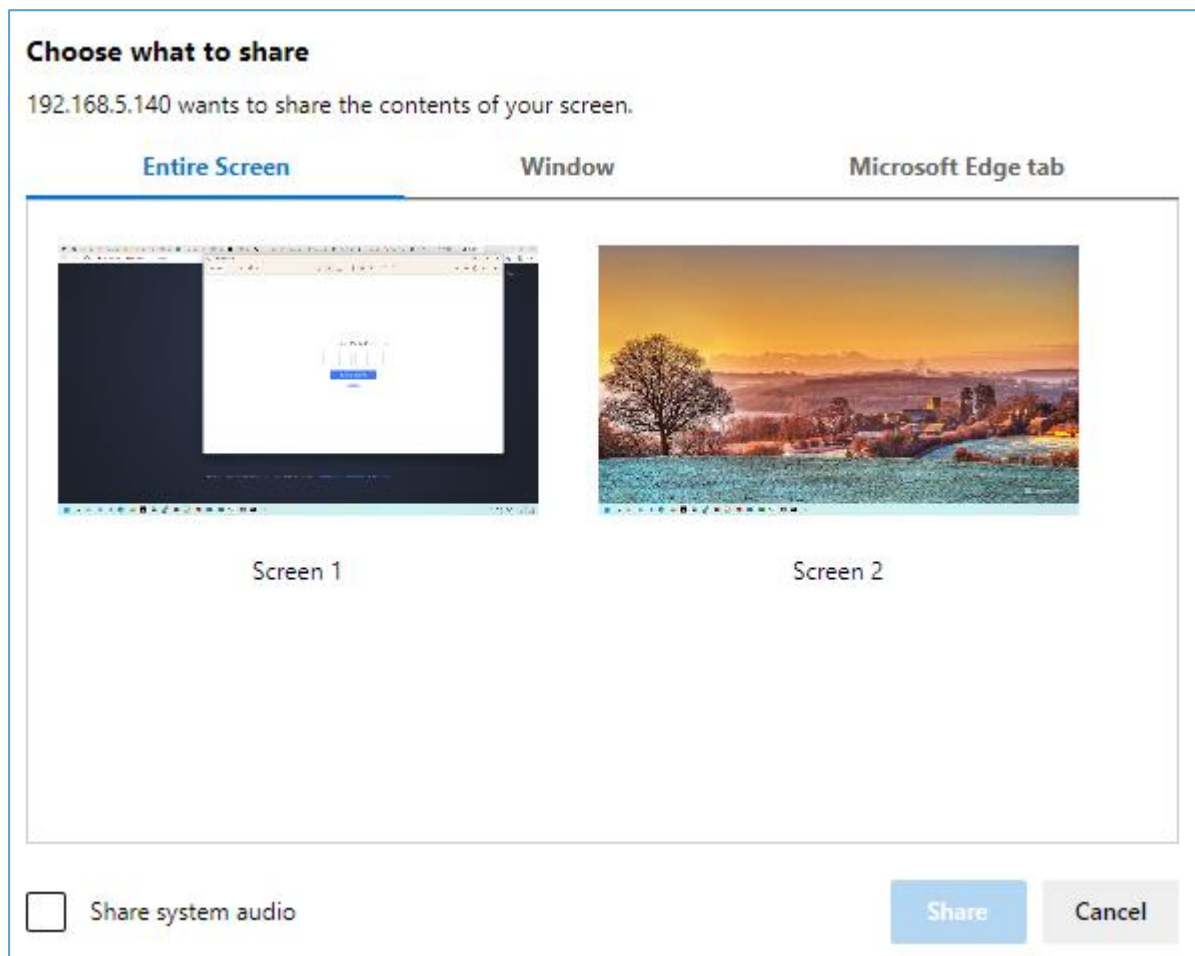 Choose what to share
192.168.5.140 wants to share the contents of your screen.
Entire Screen Window Microsoft Edge tab
Screen 1 Screen 2
Share system audio Share Cancel